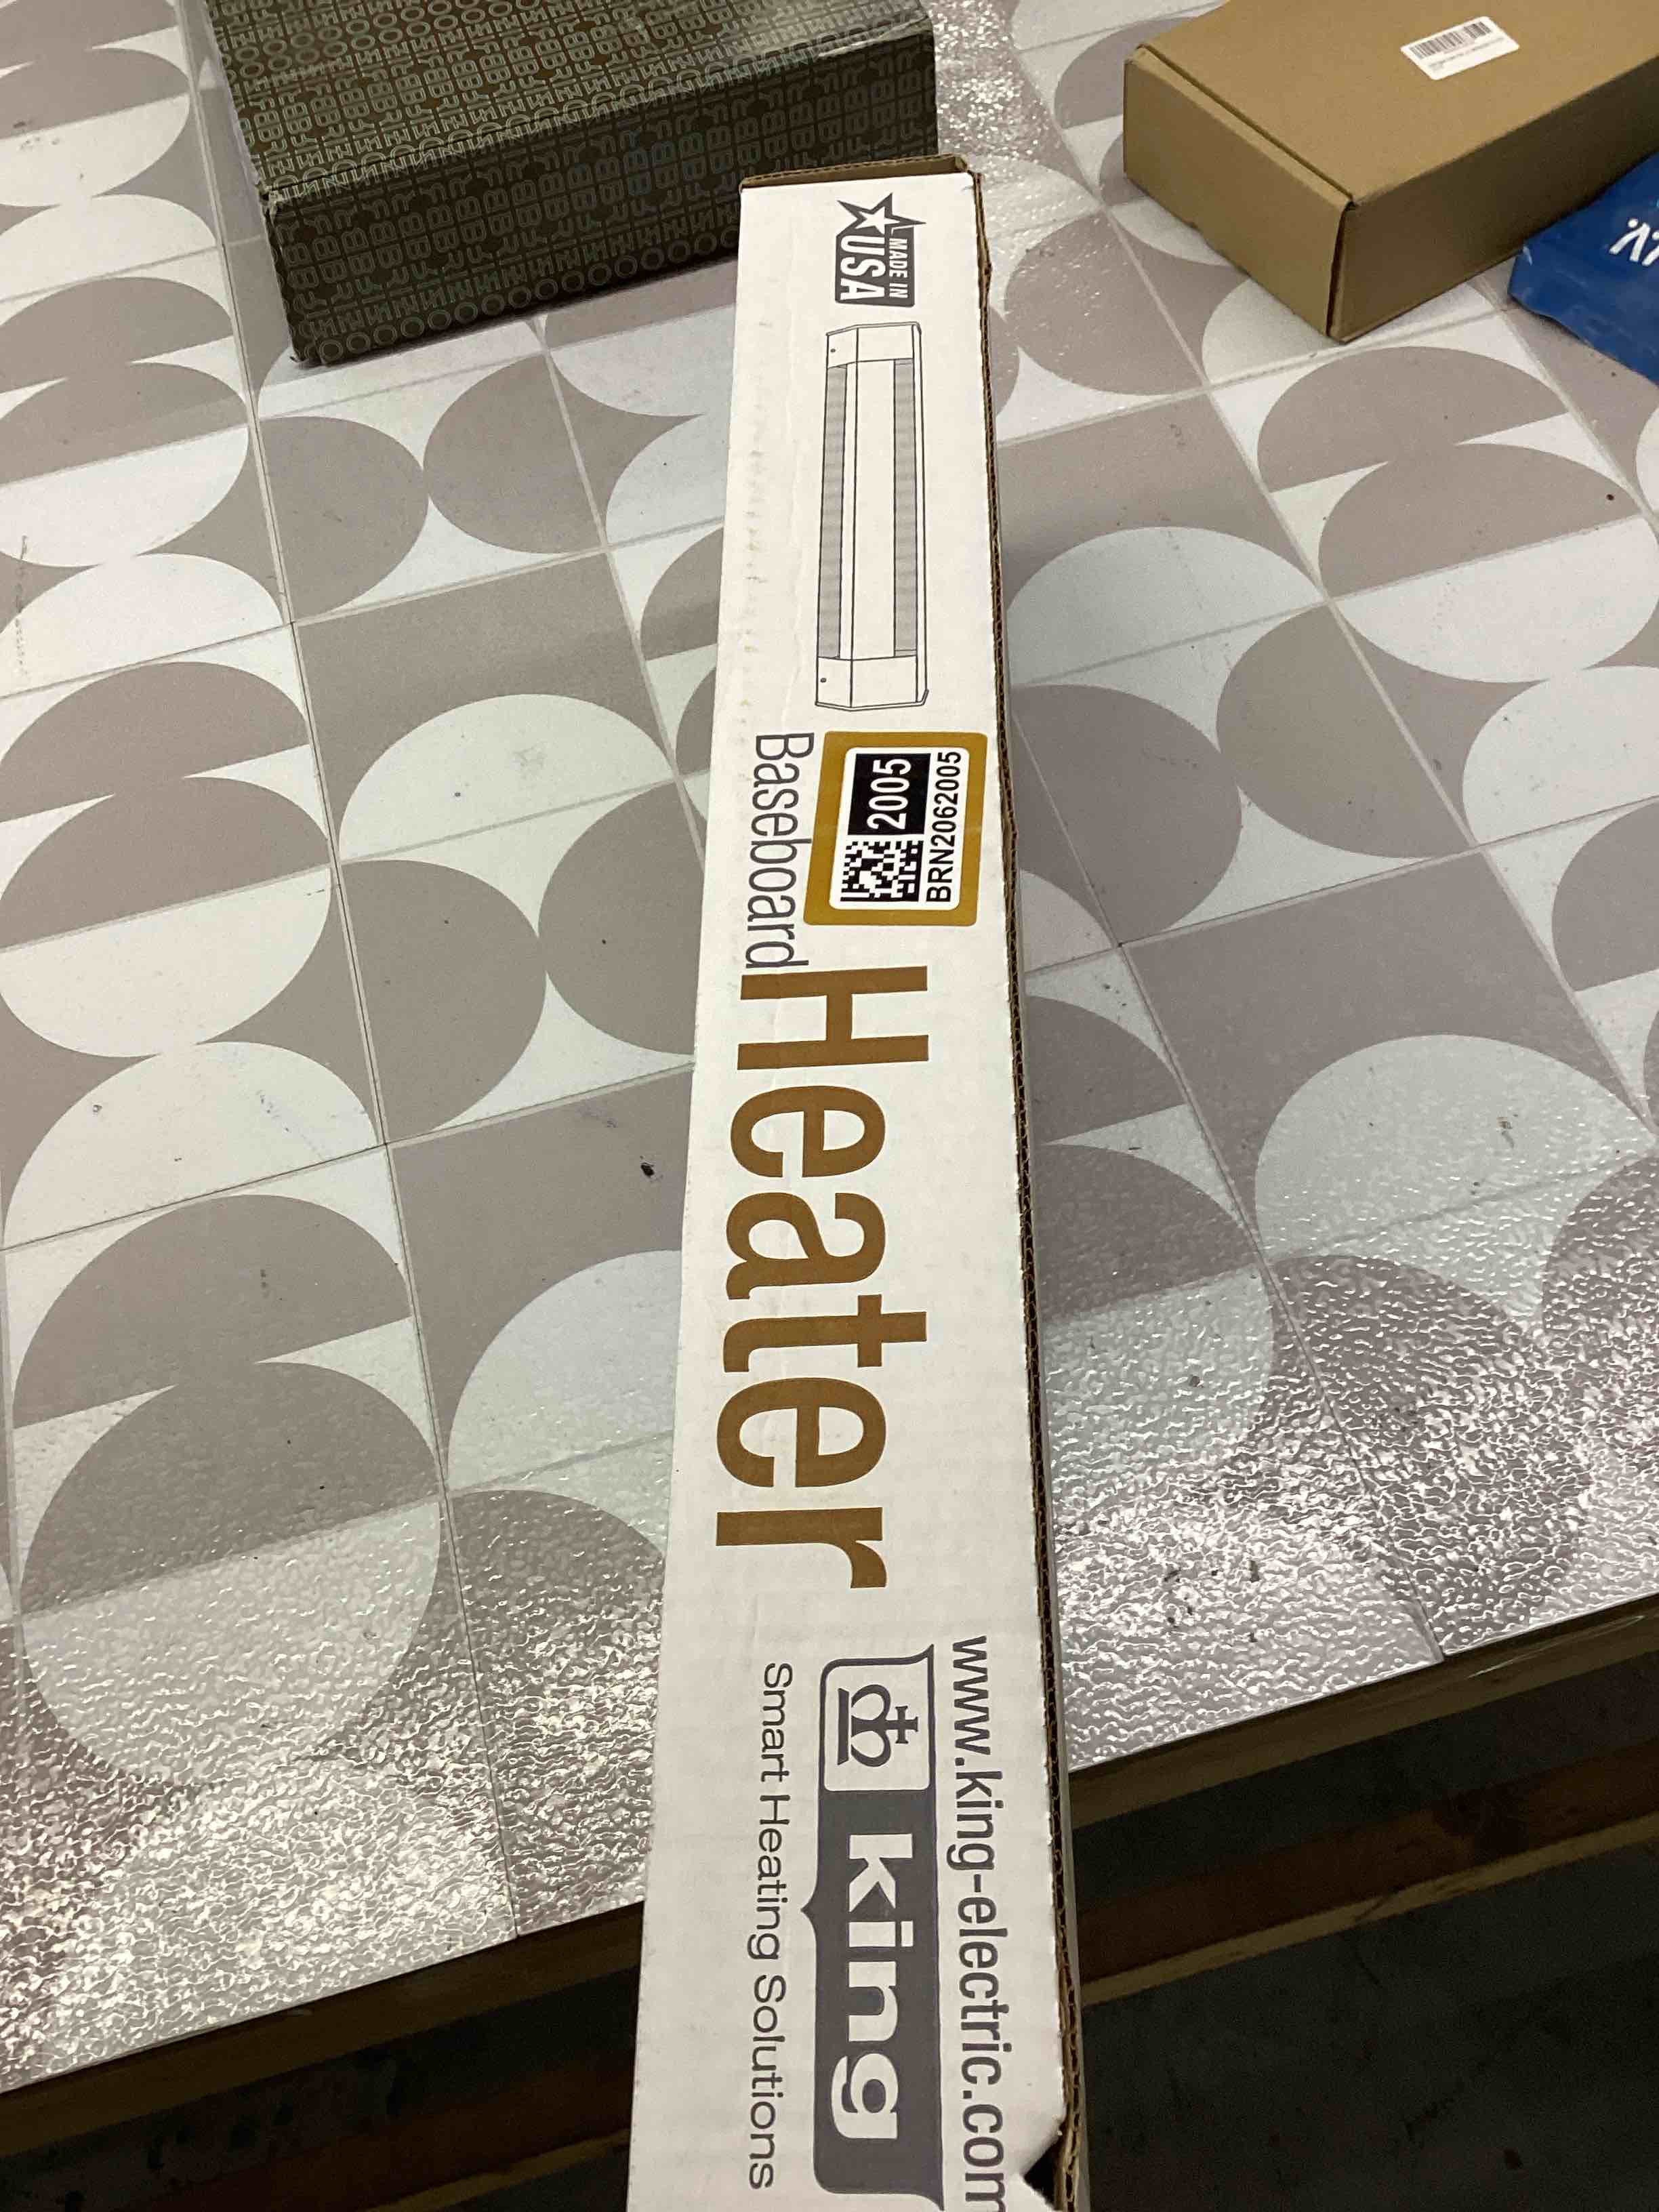 MADE IN
USA
2005
BRN2062005
Baseboard
Heater
www.king-electric.com
king
Smart Heating Solutions